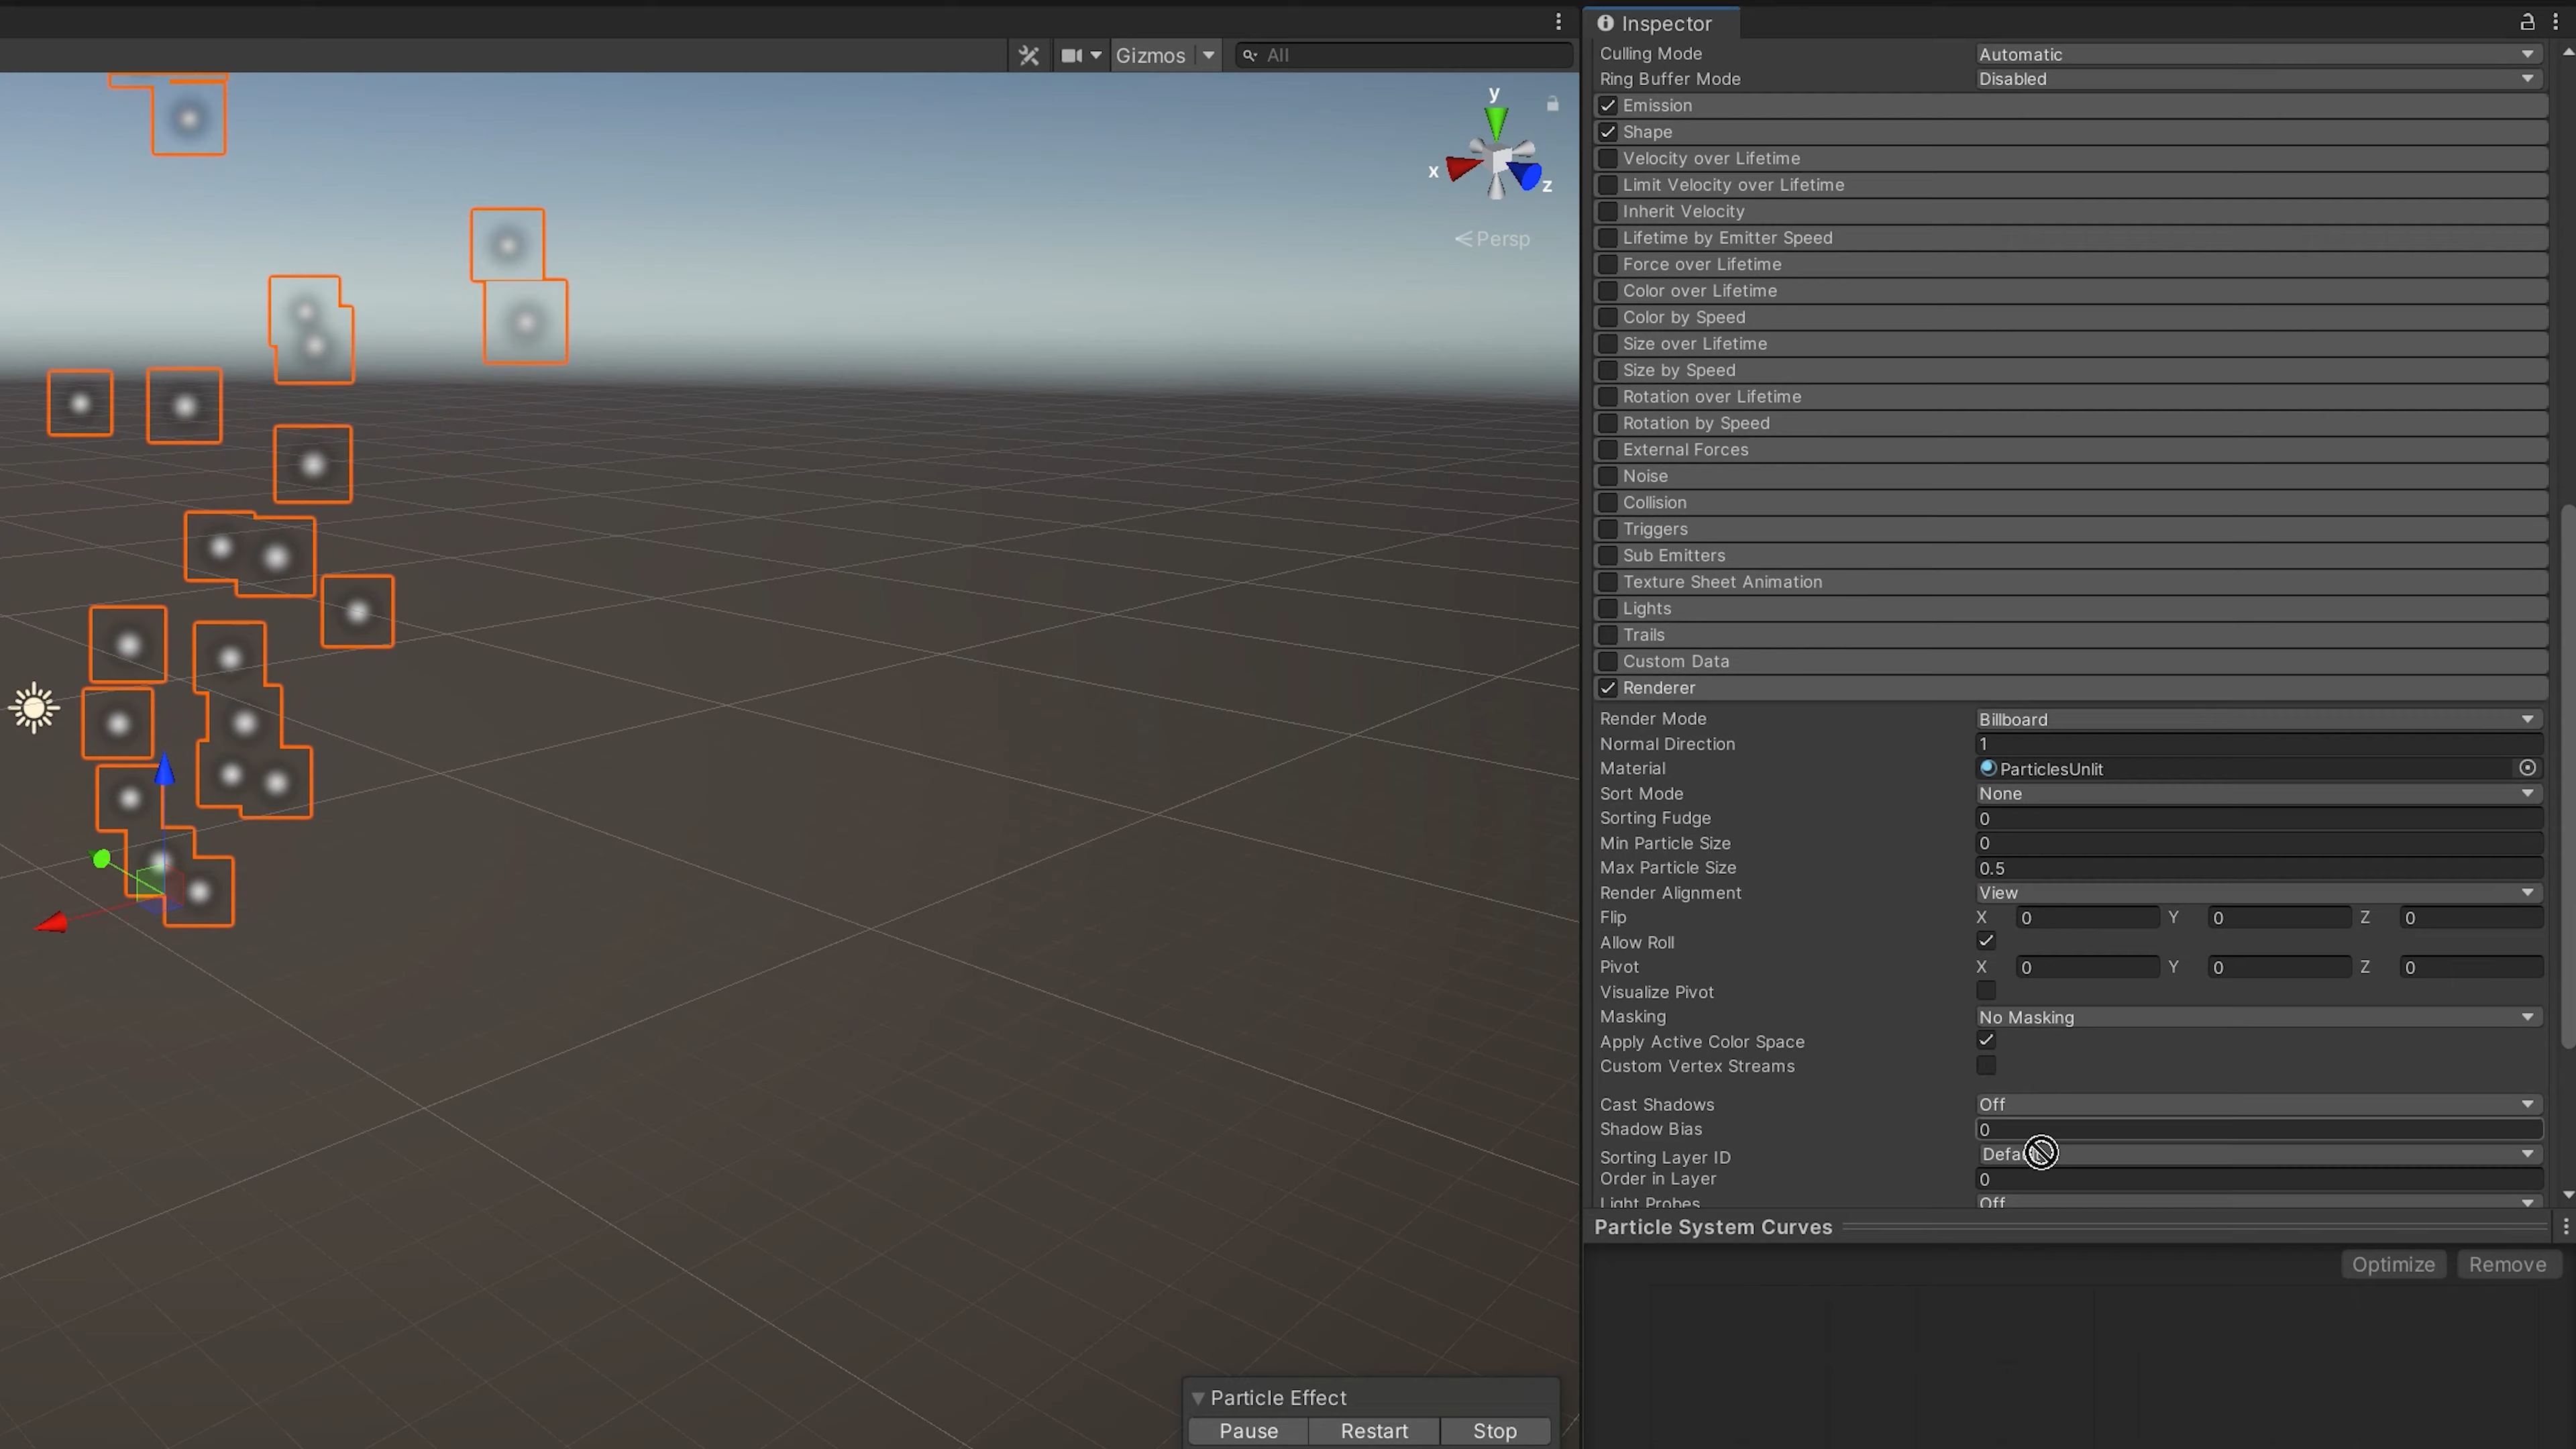 Inspector
Gizmos
All
Culling Mode Automatic
Ring Buffer Mode Disabled
Emission
Shape
Velocity over Lifetime
Limit Velocity over Lifetime
Inherit Velocity
Lifetime by Emitter Speed
Force over Lifetime
Color over Lifetime
Color by Speed
Size over Lifetime
Size by Speed
Rotation over Lifetime
Rotation by Speed
External Forces
Noise
Collision
Triggers
Sub Emitters
Texture Sheet Animation
Lights
Trails
Custom Data
Renderer
y
x
z
Persp
Render Mode Billboard
Normal Direction 1
Material ParticlesUnlit
Sort Mode None
Sorting Fudge 0
Min Particle Size 0
Max Particle Size 0.5
Render Alignment View
Flip X 0 Y 0 Z 0
Allow Roll
Pivot X 0 Y 0 Z 0
Visualize Pivot
Masking No Masking
Apply Active Color Space
Custom Vertex Streams
Cast Shadows Off
Shadow Bias 0
Sorting Layer ID
Order in Layer 0
Light Probes Off
Particle System Curves
Optimize Remove
Particle Effect
Pause Restart Stop